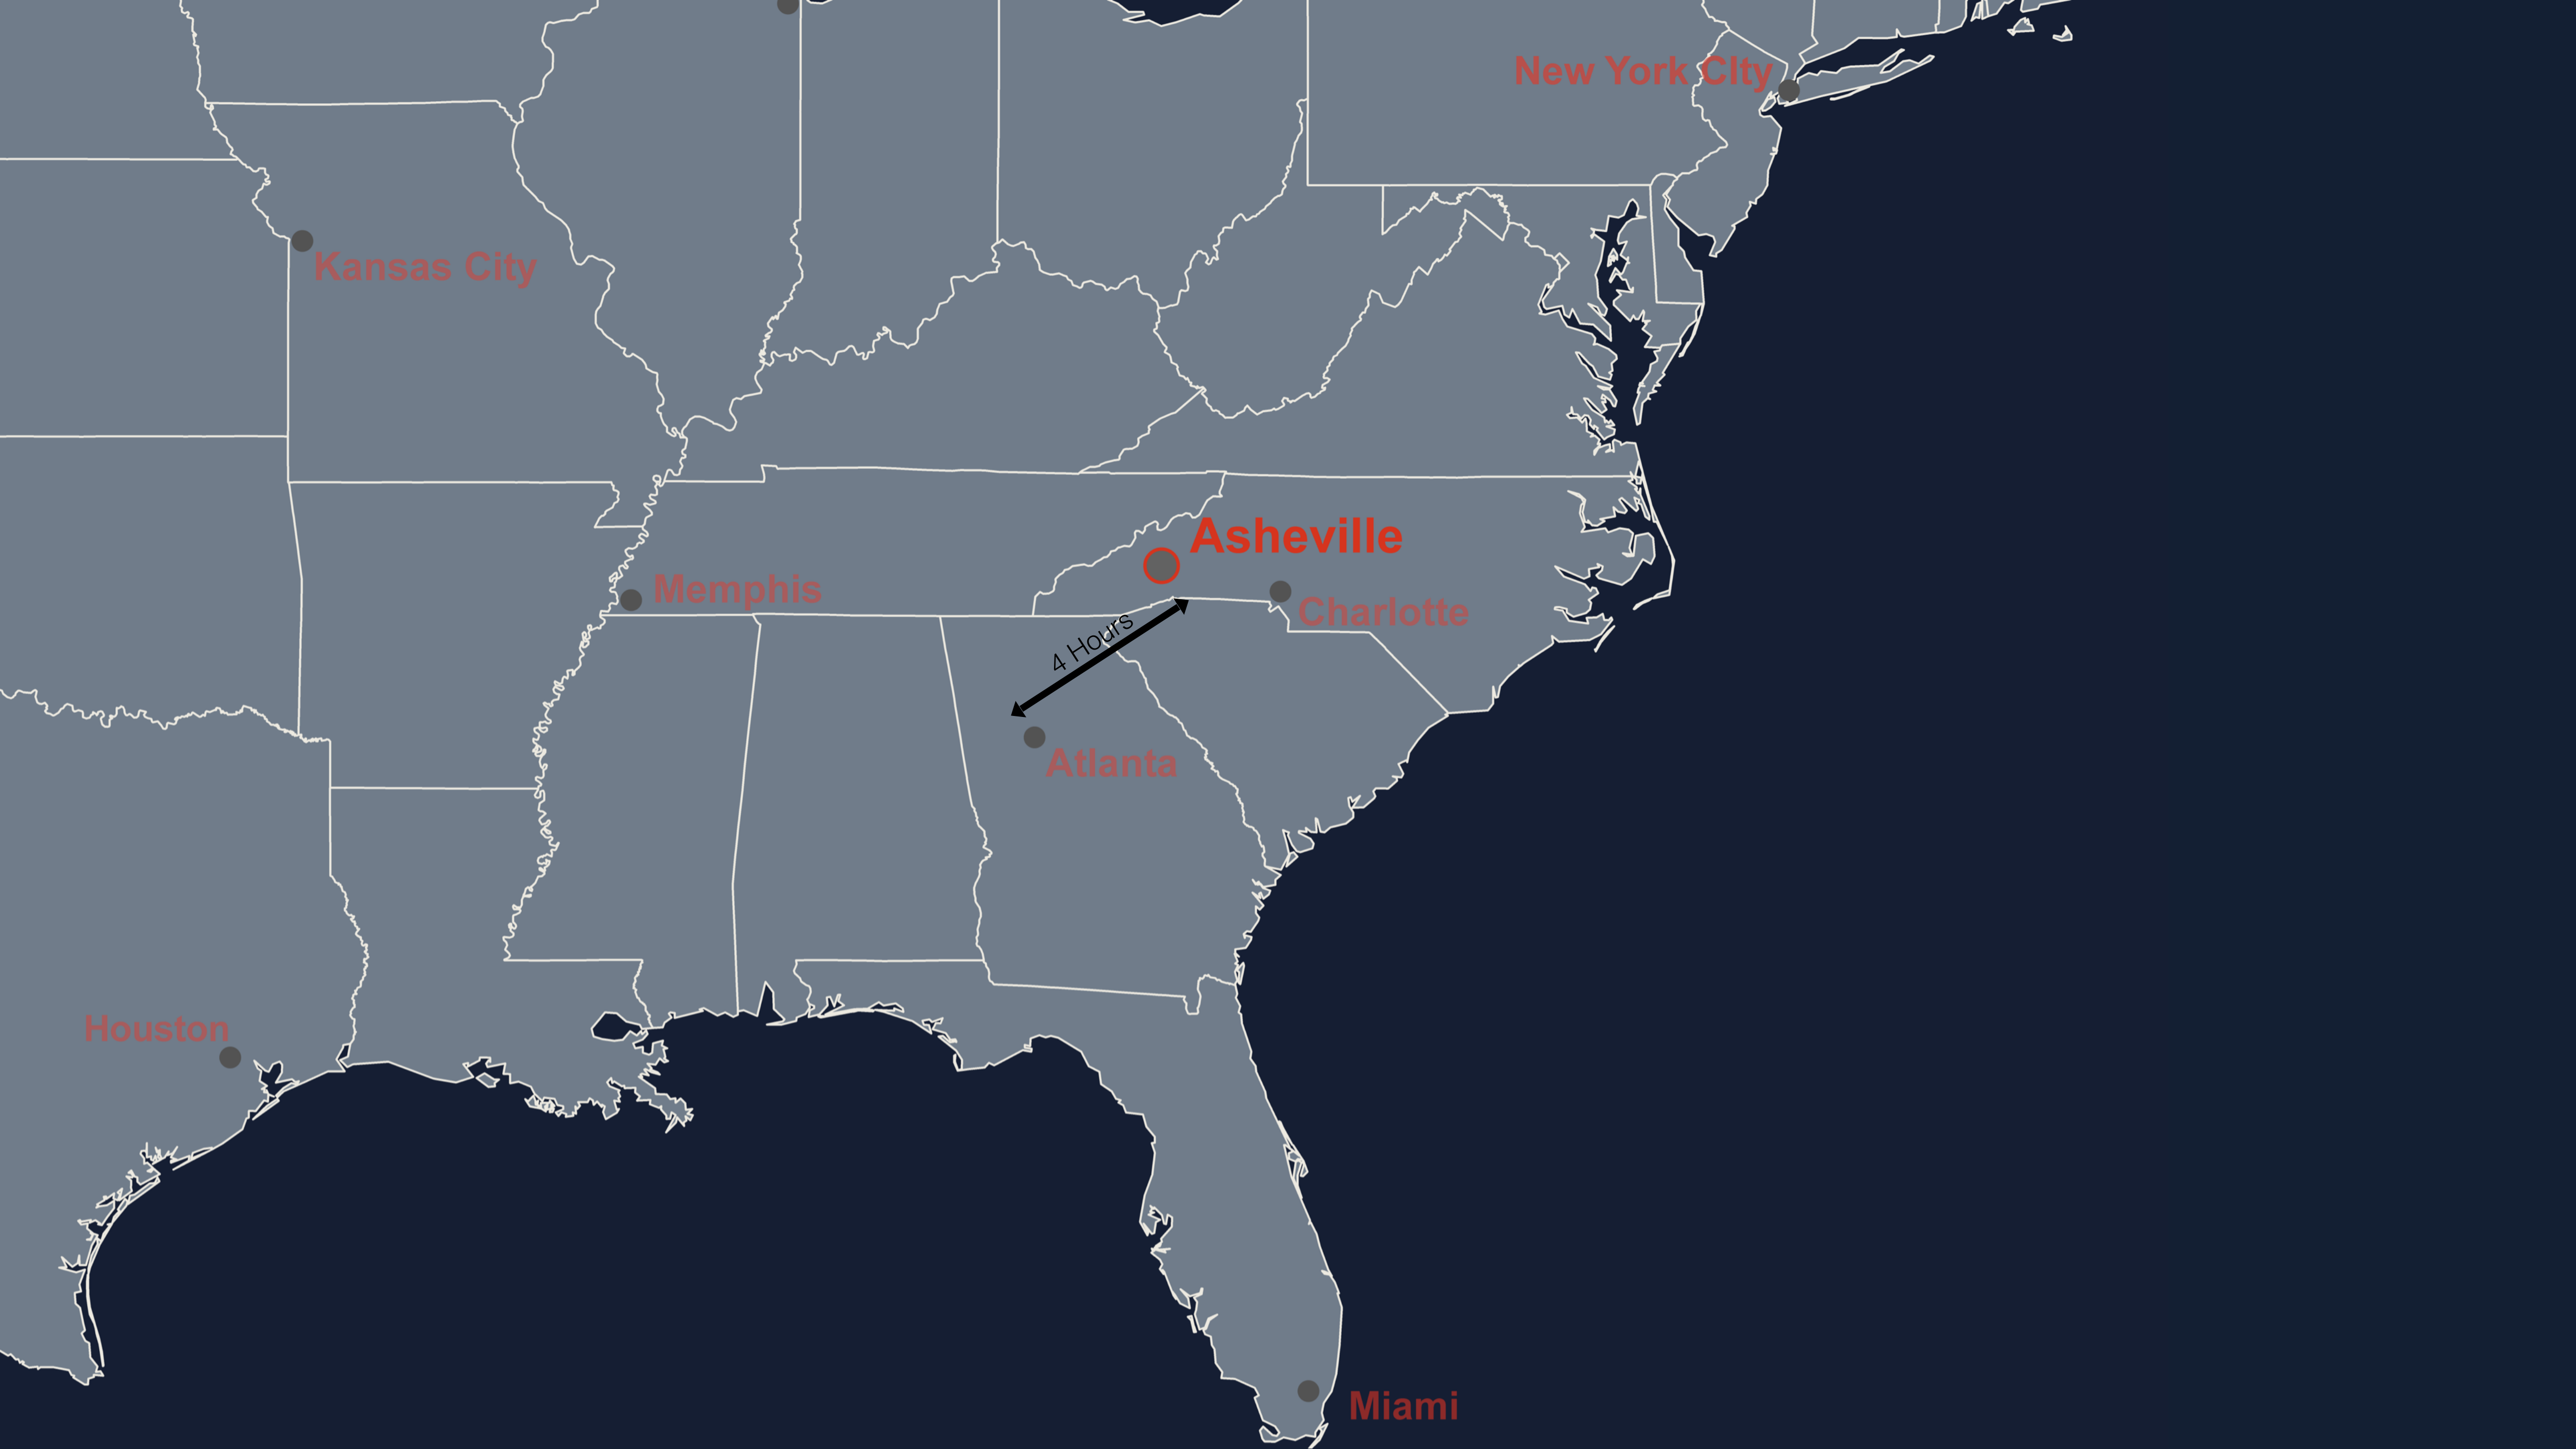 New York CIty
Kansas City
Asheville
Memphis
Charlotte
4 Hours
Atlanta
Houston
Miami